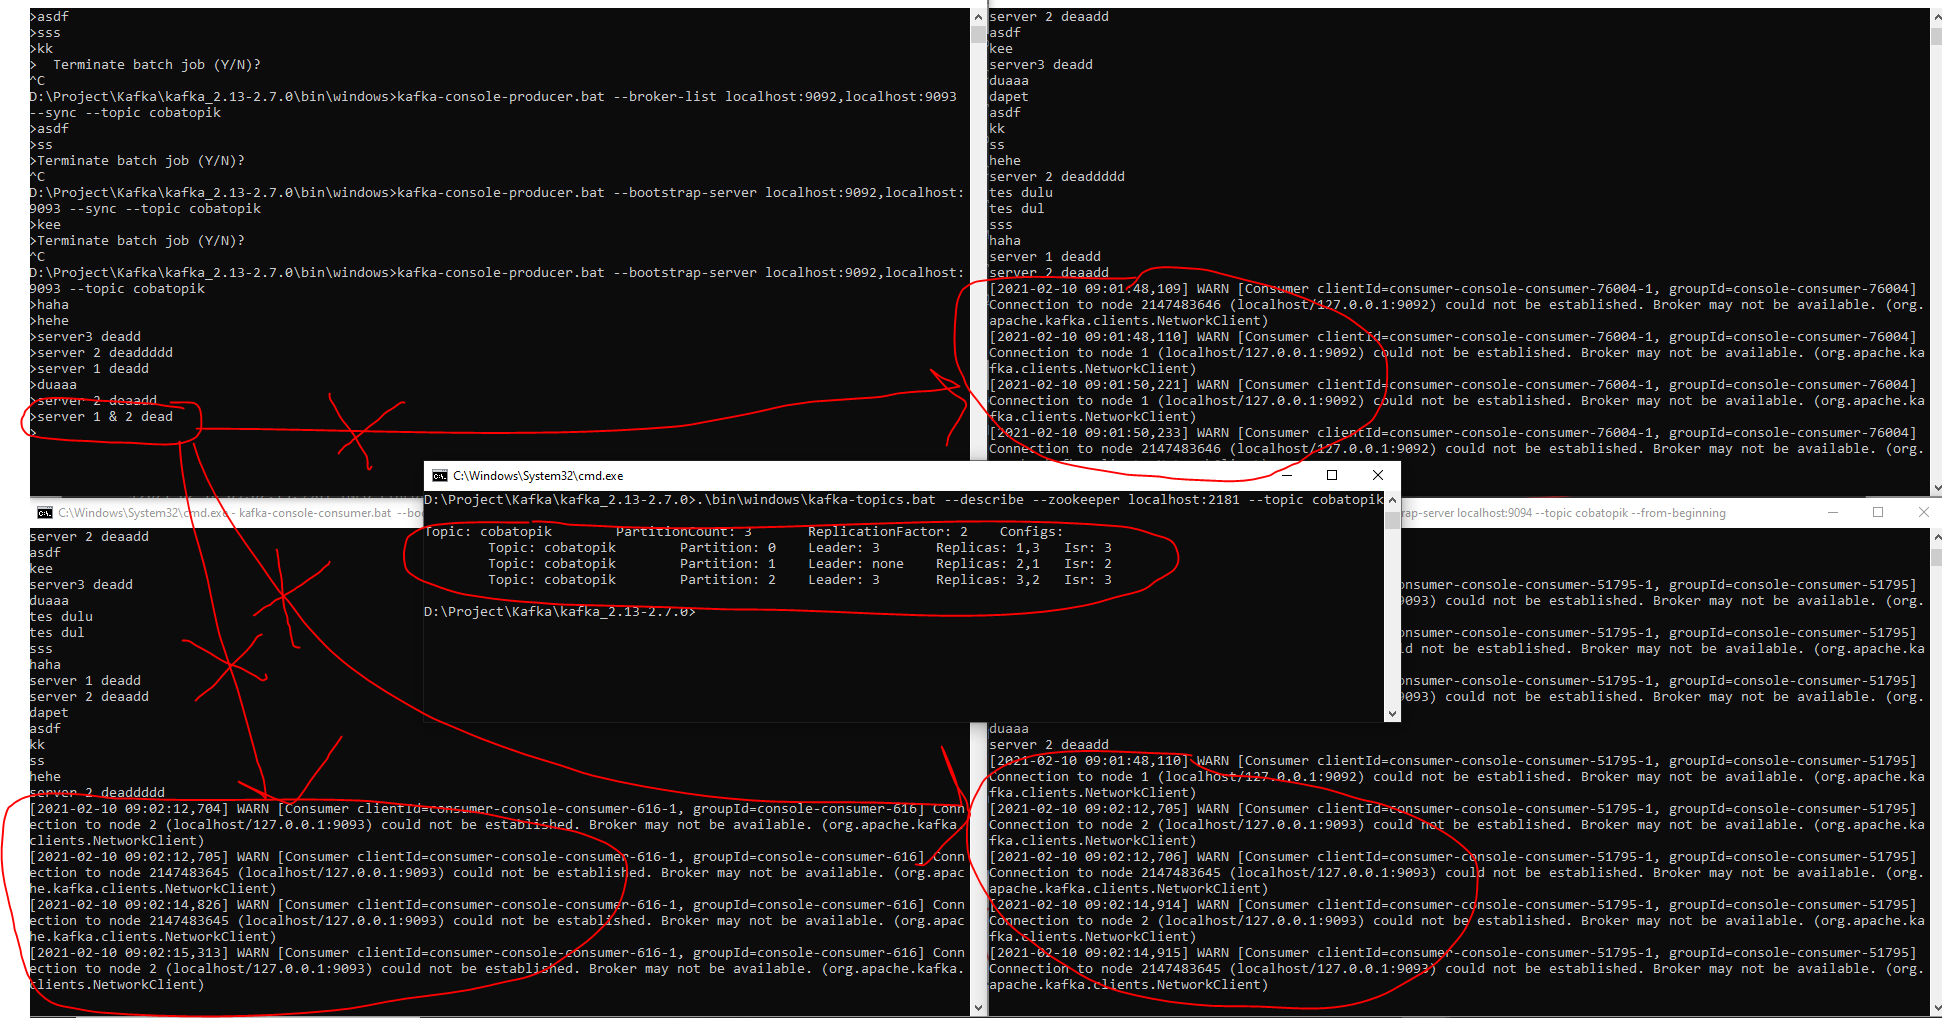 >asdf
>sss
>kk
>  Terminate batch job (Y/N)?
^C
D:\Project\Kafka\kafka_2.13-2.7.0\bin\windows>kafka-console-producer.bat --broker-list localhost:9092,localhost:9093
--sync --topic cobatopik
>asdf
>ss
>Terminate batch job (Y/N)?
^C
D:\Project\Kafka\kafka_2.13-2.7.0\bin\windows>kafka-console-producer.bat --bootstrap-server localhost:9092,localhost:
9093 --sync --topic cobatopik
>kee
>Terminate batch job (Y/N)?
^C
D:\Project\Kafka\kafka_2.13-2.7.0\bin\windows>kafka-console-producer.bat --bootstrap-server localhost:9092,localhost:
9093 --topic cobatopik
>haha
>hehe
>server3 deadd
>server 2 deaddddd
>server 1 deadd
>duaaa
>server 2 deaadd
>server 1 & 2 dead
>
server 2 deaadd
asdf
kee
server3 deadd
duaaa
dapet
asdf
kk
ss
hehe
server 2 deaddddd
tes dulu
tes dul
sss
haha
server 1 deadd
server 2 deaadd
[2021-02-10 09:01:48,109] WARN [Consumer clientId=consumer-console-consumer-76004-1, groupId=console-consumer-76004]
Connection to node 2147483646 (localhost/127.0.0.1:9092) could not be established. Broker may not be available. (org.
apache.kafka.clients.NetworkClient)
[2021-02-10 09:01:48,110] WARN [Consumer clientId=consumer-console-consumer-76004-1, groupId=console-consumer-76004]
Connection to node 1 (localhost/127.0.0.1:9092) could not be established. Broker may not be available. (org.apache.ka
fka.clients.NetworkClient)
[2021-02-10 09:01:50,221] WARN [Consumer clientId=consumer-console-consumer-76004-1, groupId=console-consumer-76004]
Connection to node 1 (localhost/127.0.0.1:9092) could not be established. Broker may not be available. (org.apache.ka
fka.clients.NetworkClient)
[2021-02-10 09:01:50,233] WARN [Consumer clientId=consumer-console-consumer-76004-1, groupId=console-consumer-76004]
Connection to node 2147483646 (localhost/127.0.0.1:9092) could not be established. Broker may not be available. (org.
C:\Windows\System32\cmd.exe
D:\Project\Kafka\kafka_2.13-2.7.0>.\bin\windows\kafka-topics.bat --describe --zookeeper localhost:2181 --topic cobatopik
Topic: cobatopik        PartitionCount: 3       ReplicationFactor: 2    Configs:
Topic: cobatopik        Partition: 0    Leader: 3       Replicas: 1,3   Isr: 3
Topic: cobatopik        Partition: 1    Leader: none    Replicas: 2,1   Isr: 2
Topic: cobatopik        Partition: 2    Leader: 3       Replicas: 3,2   Isr: 3
D:\Project\Kafka\kafka_2.13-2.7.0>
C:\Windows\System32\cmd.exe - kafka-console-consumer.bat --boo
server 2 deaadd
asdf
kee
server3 deadd
duaaa
tes dulu
tes dul
sss
haha
server 1 deadd
server 2 deaadd
dapet
asdf
kk
ss
hehe
server 2 deaddddd
[2021-02-10 09:02:12,704] WARN [Consumer clientId=consumer-console-consumer-616-1, groupId=console-consumer-616] Conn
ection to node 2 (localhost/127.0.0.1:9093) could not be established. Broker may not be available. (org.apache.kafka.
clients.NetworkClient)
[2021-02-10 09:02:12,705] WARN [Consumer clientId=consumer-console-consumer-616-1, groupId=console-consumer-616] Conn
ection to node 2147483645 (localhost/127.0.0.1:9093) could not be established. Broker may not be available. (org.apac
he.kafka.clients.NetworkClient)
[2021-02-10 09:02:14,826] WARN [Consumer clientId=consumer-console-consumer-616-1, groupId=console-consumer-616] Conn
ection to node 2147483645 (localhost/127.0.0.1:9093) could not be established. Broker may not be available. (org.apac
he.kafka.clients.NetworkClient)
[2021-02-10 09:02:15,313] WARN [Consumer clientId=consumer-console-consumer-616-1, groupId=console-consumer-616] Conn
ection to node 2 (localhost/127.0.0.1:9093) could not be established. Broker may not be available. (org.apache.kafka.
clients.NetworkClient)
rap-server localhost:9094 --topic cobatopik --from-beginning
onsumer-console-consumer-51795-1, groupId=console-consumer-51795]
9093) could not be established. Broker may not be available. (org.
onsumer-console-consumer-51795-1, groupId=console-consumer-51795]
ld not be established. Broker may not be available. (org.apache.ka
onsumer-console-consumer-51795-1, groupId=console-consumer-51795]
9093) could not be established. Broker may not be available. (org.
duaaa
server 2 deaadd
[2021-02-10 09:01:48,110] WARN [Consumer clientId=consumer-console-consumer-51795-1, groupId=console-consumer-51795]
Connection to node 1 (localhost/127.0.0.1:9092) could not be established. Broker may not be available. (org.apache.ka
fka.clients.NetworkClient)
[2021-02-10 09:02:12,705] WARN [Consumer clientId=consumer-console-consumer-51795-1, groupId=console-consumer-51795]
Connection to node 2 (localhost/127.0.0.1:9093) could not be established. Broker may not be available. (org.apache.ka
fka.clients.NetworkClient)
[2021-02-10 09:02:12,706] WARN [Consumer clientId=consumer-console-consumer-51795-1, groupId=console-consumer-51795]
Connection to node 2147483645 (localhost/127.0.0.1:9093) could not be established. Broker may not be available. (org.
apache.kafka.clients.NetworkClient)
[2021-02-10 09:02:14,914] WARN [Consumer clientId=consumer-console-consumer-51795-1, groupId=console-consumer-51795]
Connection to node 2 (localhost/127.0.0.1:9093) could not be established. Broker may not be available. (org.apache.ka
fka.clients.NetworkClient)
[2021-02-10 09:02:14,915] WARN [Consumer clientId=consumer-console-consumer-51795-1, groupId=console-consumer-51795]
Connection to node 2147483645 (localhost/127.0.0.1:9093) could not be established. Broker may not be available. (org.
apache.kafka.clients.NetworkClient)